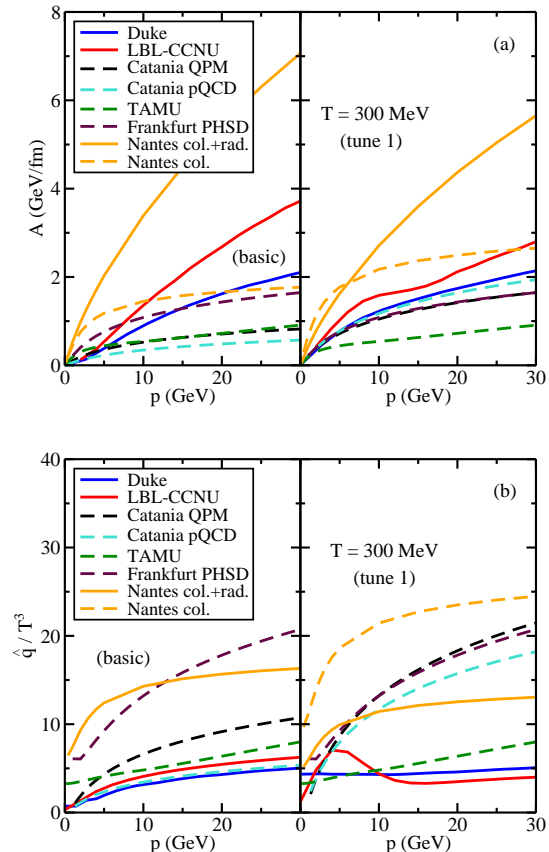 8
6
4
2
0
A (GeV/fm)
Duke
LBL-CCNU
Catania QPM
Catania pQCD
TAMU
Frankfurt PHSD
Nantes col.+rad.
Nantes col.
(basic)
(a)
T = 300 MeV
(tune 1)
0 10 20
p (GeV)
0 10 20 30
p (GeV)
40
30
20
10
0
q̂ / T³
Duke
LBL-CCNU
Catania QPM
Catania pQCD
TAMU
Frankfurt PHSD
Nantes col.+rad.
Nantes col.
(basic)
(b)
T = 300 MeV
(tune 1)
0 10 20
p (GeV)
0 10 20 30
p (GeV)